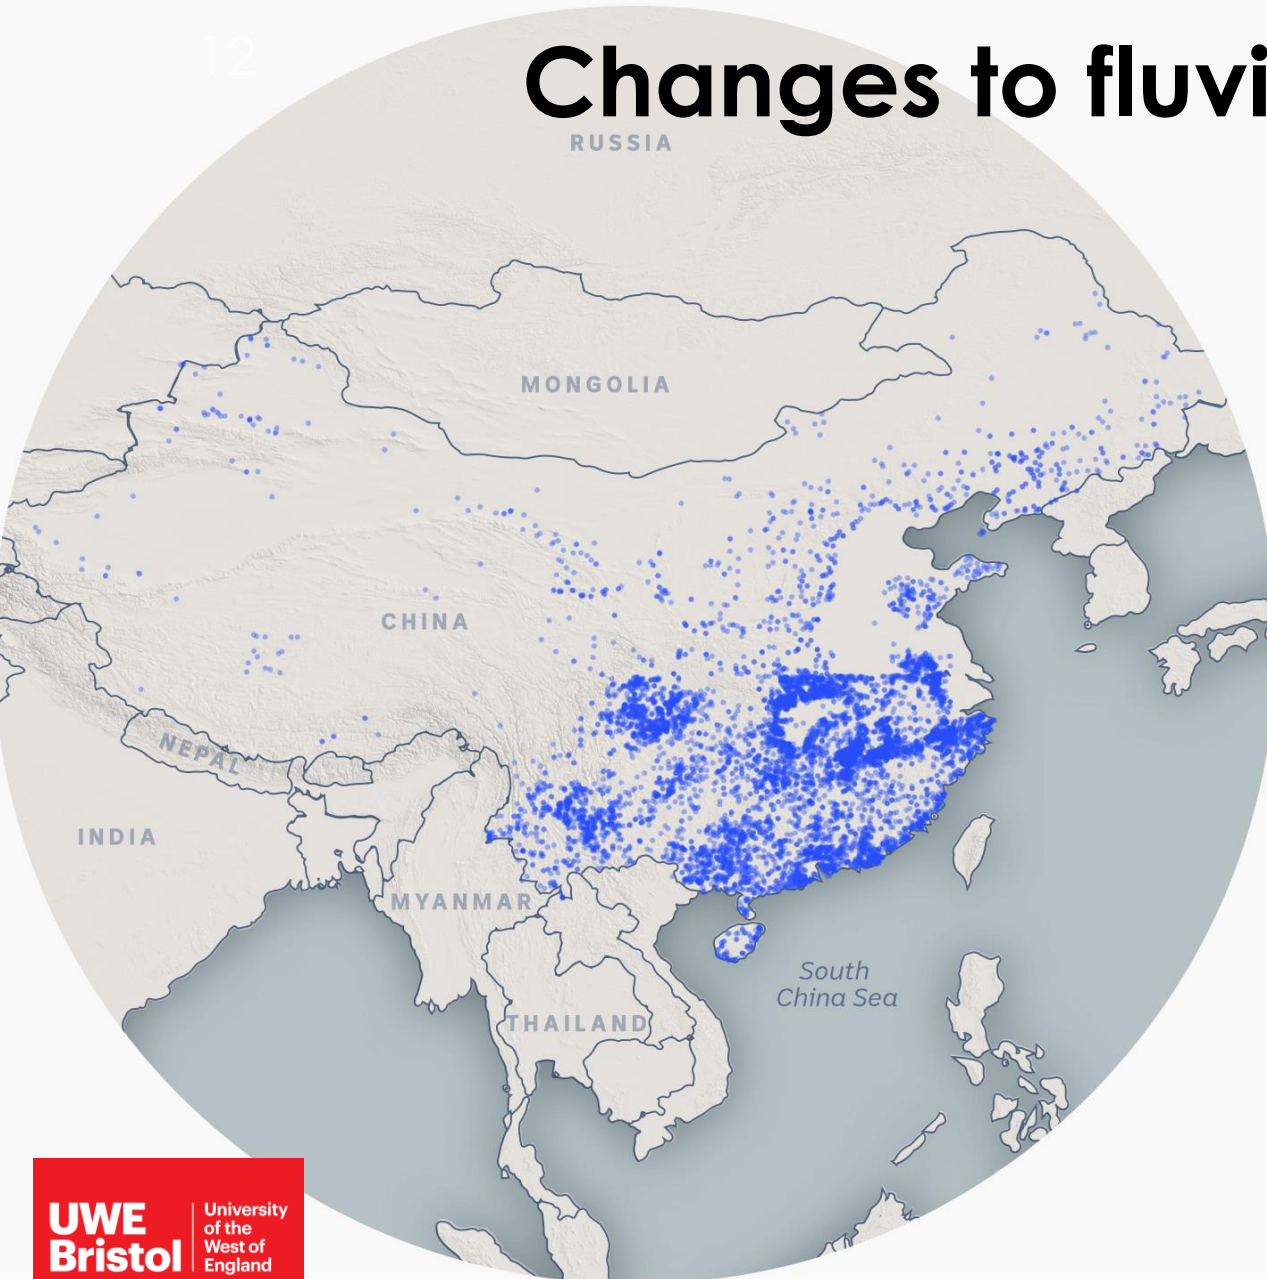 12
Changes to fluvi
RUSSIA
MONGOLIA
CHINA
NEPAL
INDIA
MYANMAR
South
China Sea
THAILAND
UWE
Bristol
University
of the
West of
England